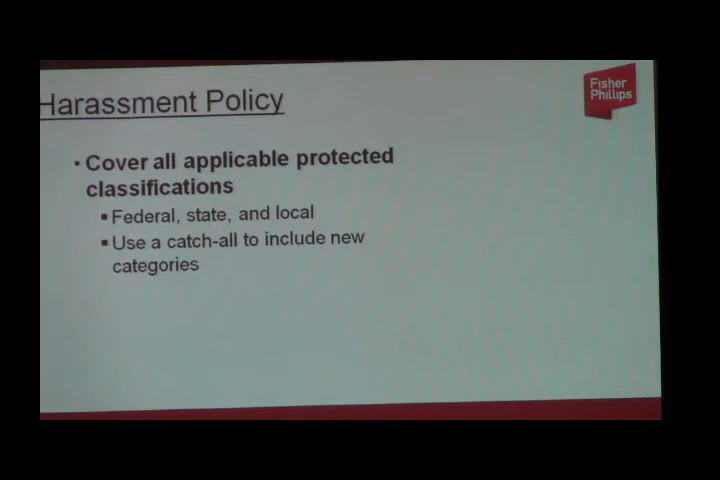 Harassment Policy
Fisher
Phillips
• Cover all applicable protected
classifications
▪ Federal, state, and local
▪ Use a catch-all to include new
categories